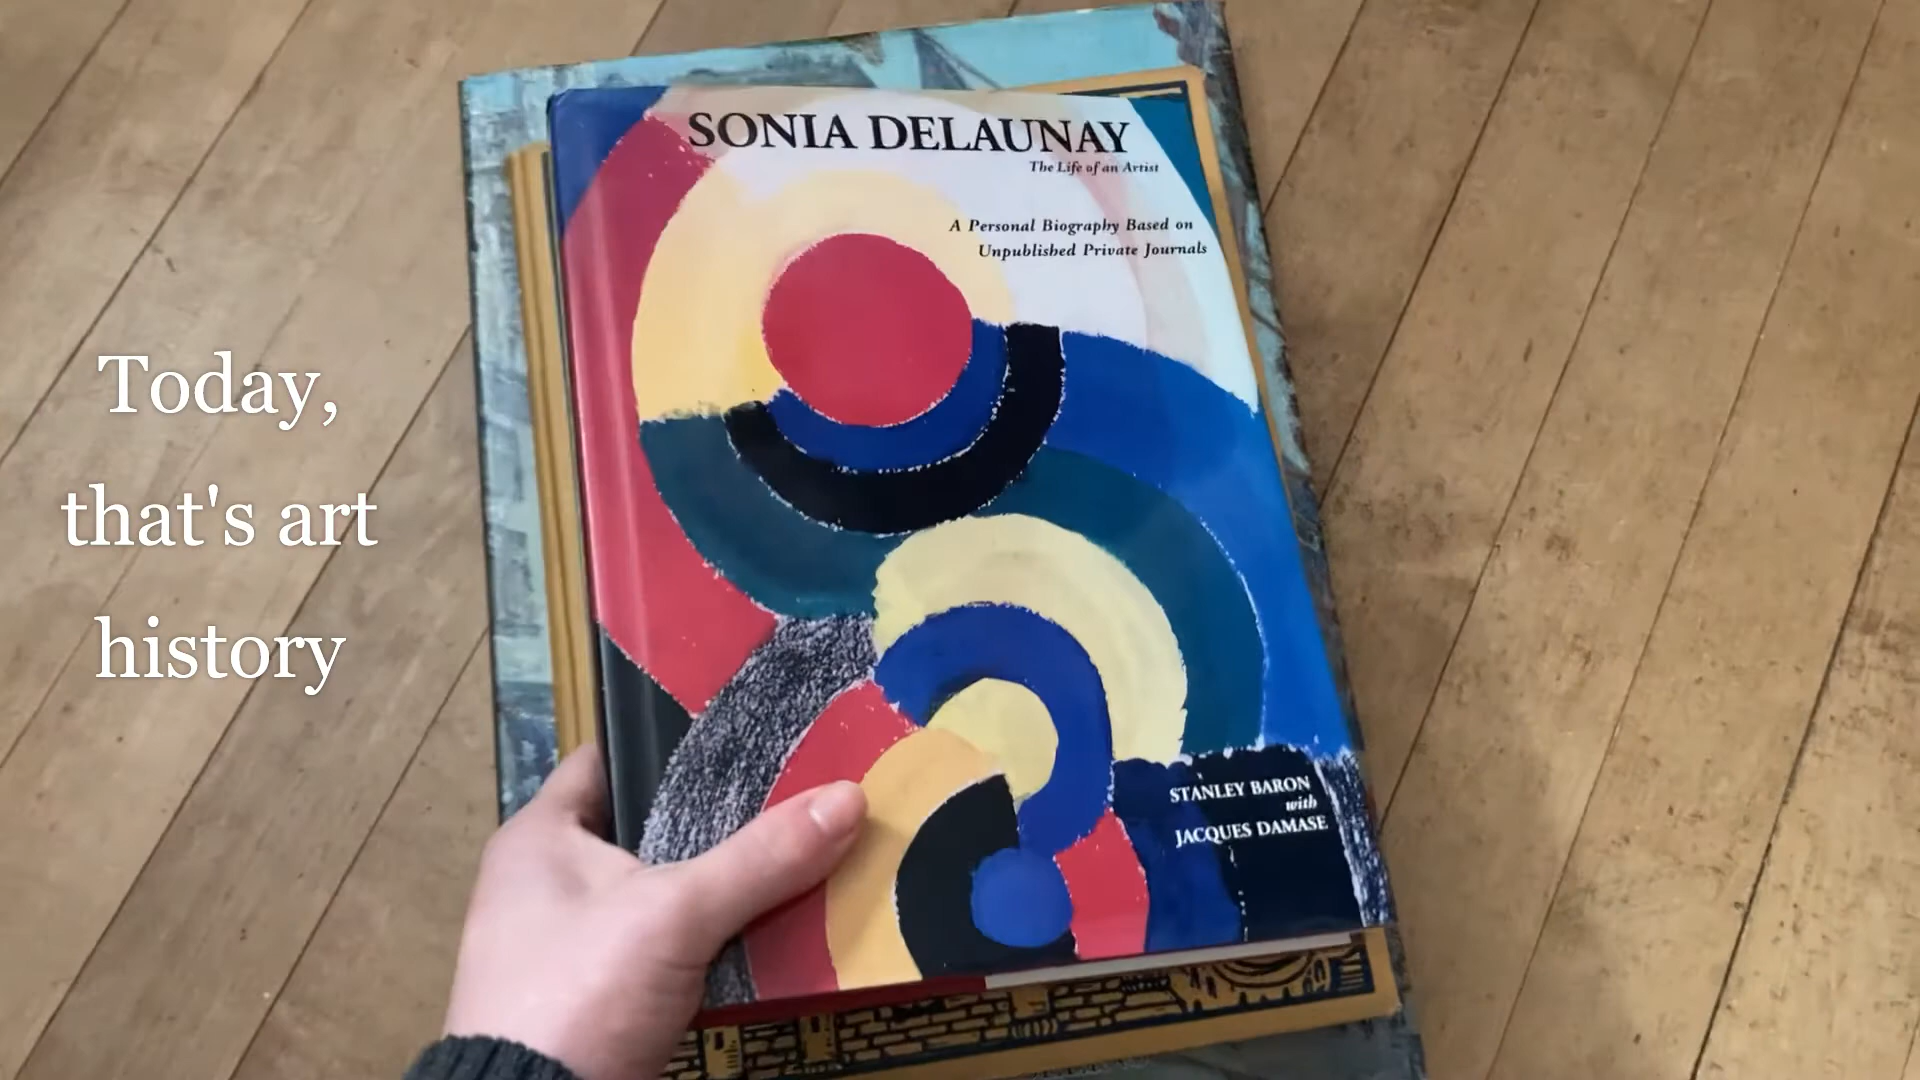 Today,
that's art
history
SONIA DELAUNAY
The Life of an Artist
A Personal Biography Based on
Unpublished Private Journals
STANLEY BARON
with
JACQUES DAMASE